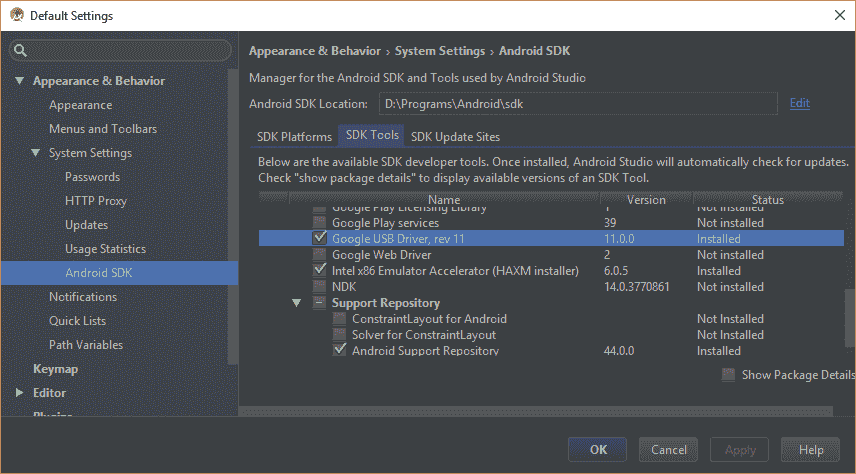 Default Settings
Appearance & Behavior
Appearance
Menus and Toolbars
System Settings
Passwords
HTTP Proxy
Updates
Usage Statistics
Android SDK
Notifications
Quick Lists
Path Variables
Keymap
Editor
Plugins
Appearance & Behavior › System Settings › Android SDK
Manager for the Android SDK and Tools used by Android Studio
Android SDK Location: D:\Programs\Android\sdk Edit
SDK Platforms SDK Tools SDK Update Sites
Below are the available SDK developer tools. Once installed, Android Studio will automatically check for updates.
Check "show package details" to display available versions of an SDK Tool.
Name Version Status
Google Play Licensing Library 1 Not installed
Google Play services 39 Not installed
Google USB Driver, rev 11 11.0.0 Installed
Google Web Driver 2 Not installed
Intel x86 Emulator Accelerator (HAXM installer) 6.0.5 Installed
NDK 14.0.3770861 Not installed
Support Repository
ConstraintLayout for Android Not Installed
Solver for ConstraintLayout Not Installed
Android Support Repository 44.0.0 Installed
Show Package Details
OK Cancel Apply Help